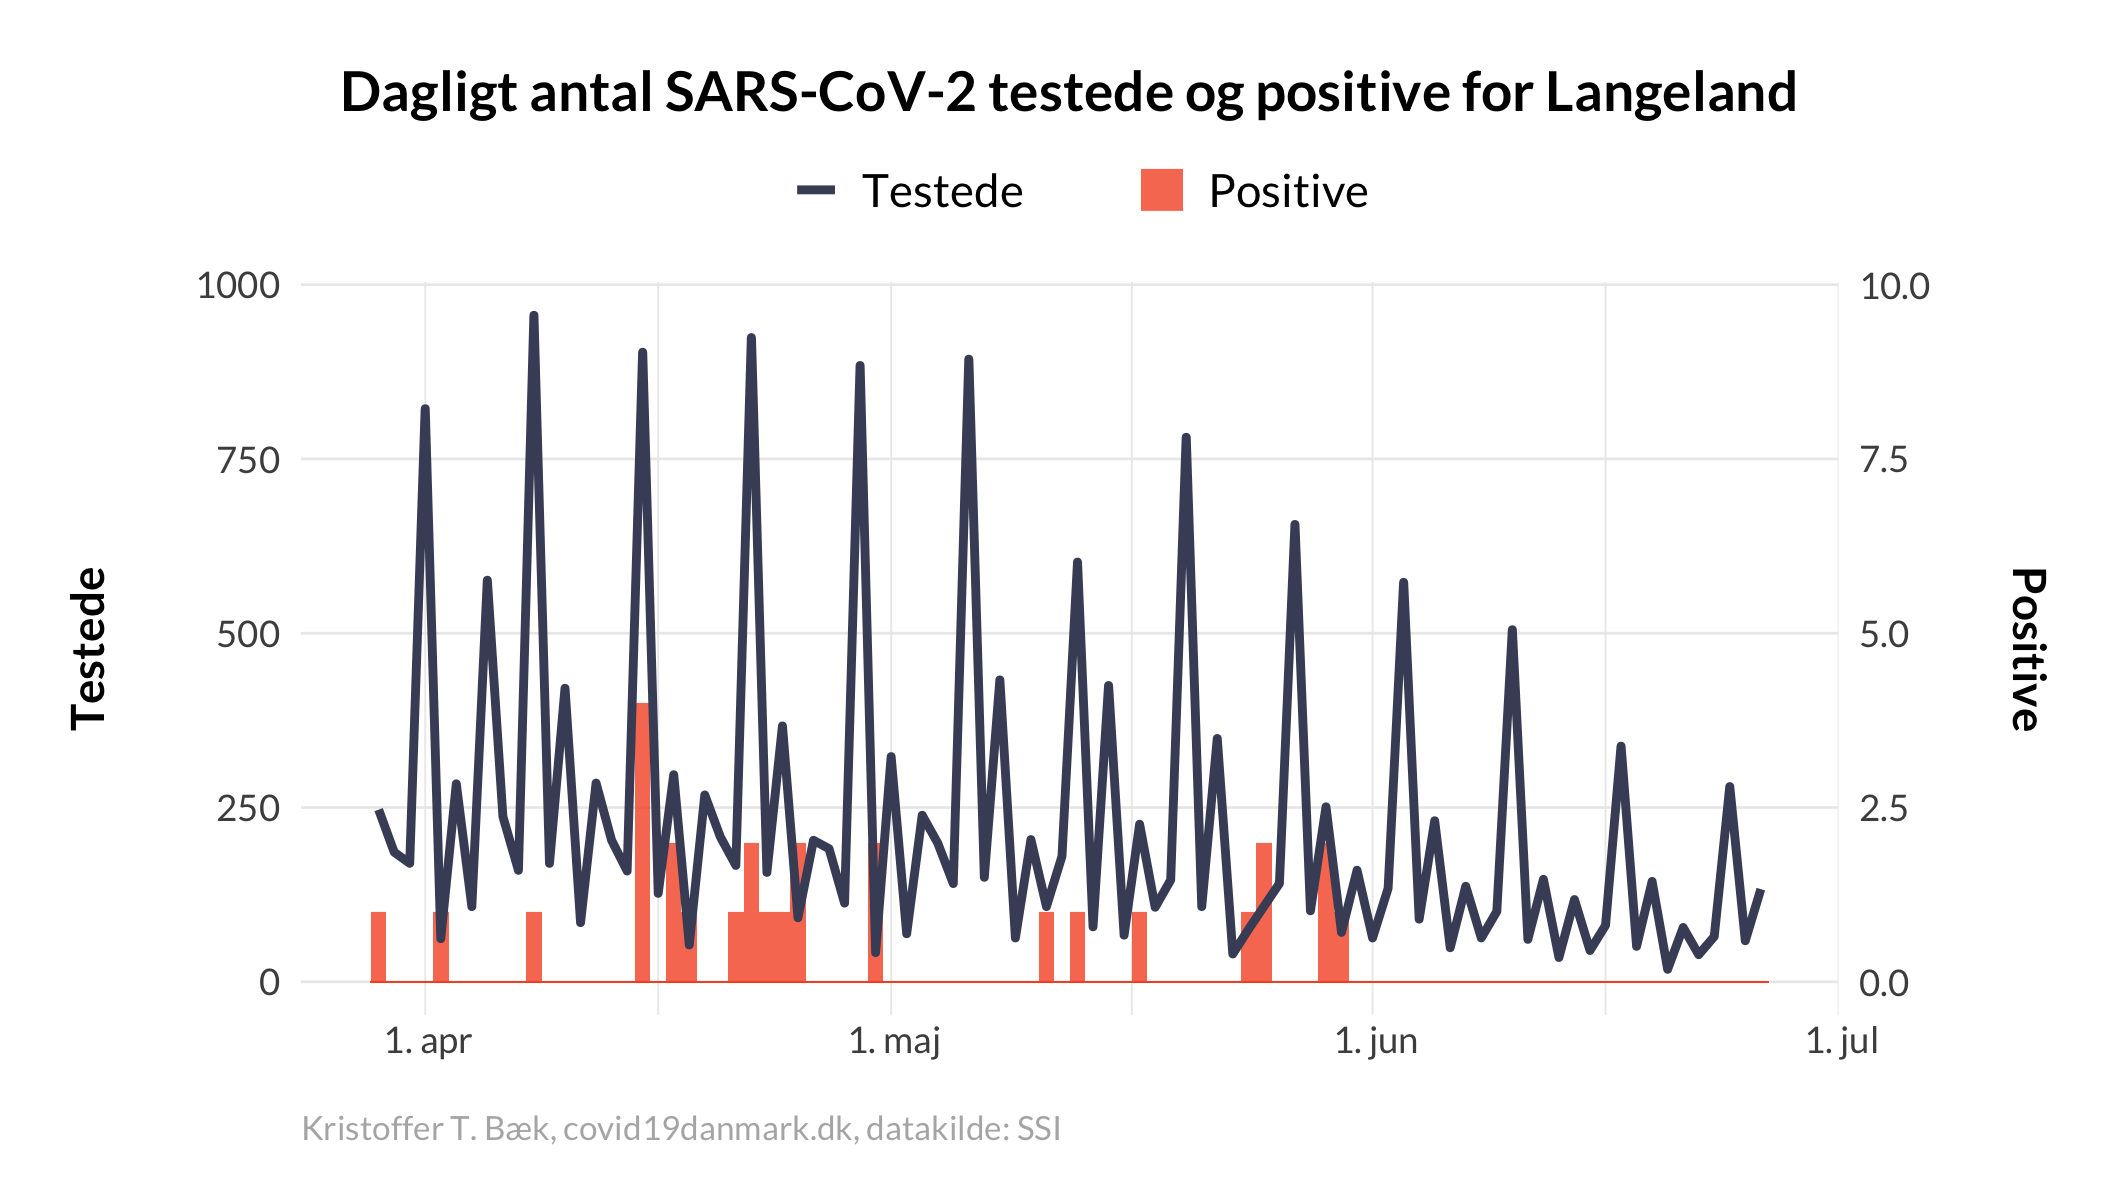 Dagligt antal SARS-CoV-2 testede og positive for Langeland
Testede Positive
1000 10.0
750 7.5
500 5.0
250 2.5
0 0.0
Testede
Positive
1. apr 1. maj 1. jun 1. jul
Kristoffer T. Bæk, covid19danmark.dk, datakilde: SSI